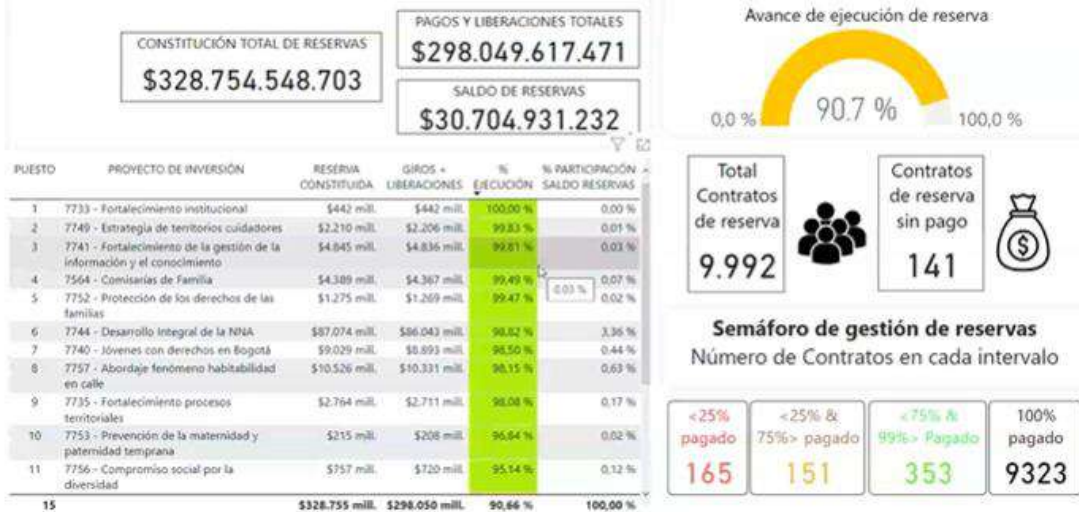 CONSTITUCIÓN TOTAL DE RESERVAS
$328.754.548.703
PAGOS Y LIBERACIONES TOTALES
$298.049.617.471
SALDO DE RESERVAS
$30.704.931.232
Avance de ejecución de reserva
90.7 %
0,0 %
100,0 %
PUESTO PROYECTO DE INVERSIÓN RESERVA CONSTITUIDA GIROS + LIBERACIONES % EJECUCIÓN % PARTICIPACIÓN SALDO RESERVAS
1 7733 - Fortalecimiento institucional $442 mill. $442 mill. 100,00 % 0,00 %
2 7749 - Estrategia de territorios cuidadores $2.210 mill. $2.206 mill. 99,83 % 0,01 %
3 7741 - Fortalecimiento de la gestión de la $4.845 mill. $4.836 mill. 99,81 % 0,03 %
información y el conocimiento
4 7564 - Comisarías de Familia $4.389 mill. $4.367 mill. 99,49 % 0,07 %
0.03 %
5 7752 - Protección de los derechos de las $1.275 mill. $1.269 mill. 99,47 % 0,02 %
familias
6 7744 - Desarrollo Integral de la NNA $87.074 mill. $86.043 mill. 98,82 % 3,36 %
7 7740 - Jóvenes con derechos en Bogotá $9.029 mill. $8.893 mill. 98,50 % 0,44 %
8 7757 - Abordaje fenómeno habitabilidad $10.526 mill. $10.331 mill. 98,15 % 0,63 %
en calle
9 7735 - Fortalecimiento procesos $2.764 mill. $2.711 mill. 98,08 % 0,17 %
territoriales
10 7753 - Prevención de la maternidad y $215 mill. $208 mill. 96,84 % 0,02 %
paternidad temprana
11 7756 - Compromiso social por la $757 mill. $720 mill. 95,14 % 0,12 %
diversidad
15 $328.755 mill. $298.050 mill. 90,66 % 100,00 %
Total
Contratos
de reserva
9.992
Contratos
de reserva
sin pago
141
$
Semáforo de gestión de reservas
Número de Contratos en cada intervalo
<25%
pagado
165
<25% &
75%> pagado
151
<75% &
99%> Pagado
353
100%
pagado
9323